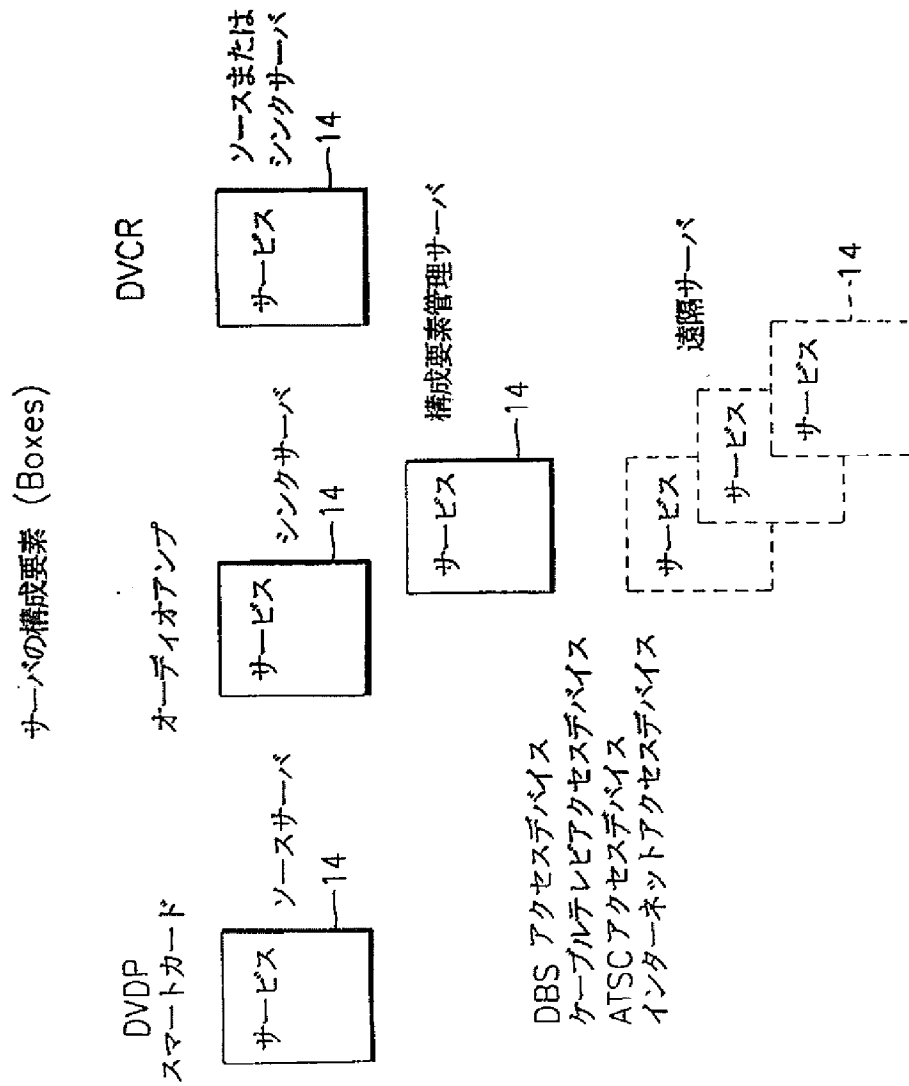 サーバの構成要素 (Boxes)
DVDP
スマートカード
サービス
ソースサーバ
14
オーディオアンプ
サービス
シンクサーバ
14
DVCR
サービス
ソースまたは
シンクサーバ
14
サービス
構成要素管理サーバ
14
DBS アクセスデバイス
ケーブルテレビアクセスデバイス
ATSC アクセスデバイス
インターネットアクセスデバイス
サービス
サービス
サービス
遠隔サーバ
14